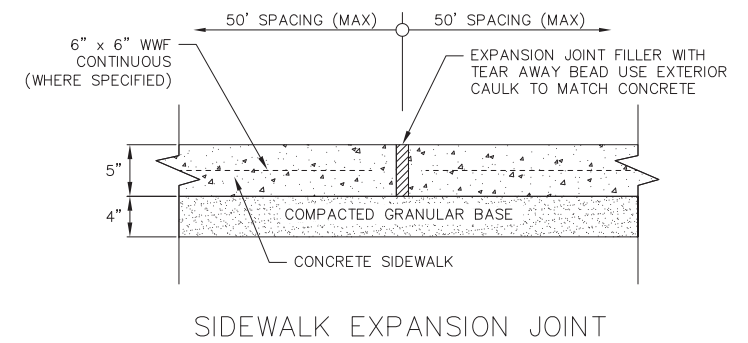 50' SPACING (MAX)
50' SPACING (MAX)
6" x 6" WWF
CONTINUOUS
(WHERE SPECIFIED)
EXPANSION JOINT FILLER WITH
TEAR AWAY BEAD USE EXTERIOR
CAULK TO MATCH CONCRETE
5"
4"
COMPACTED GRANULAR BASE
CONCRETE SIDEWALK
SIDEWALK EXPANSION JOINT